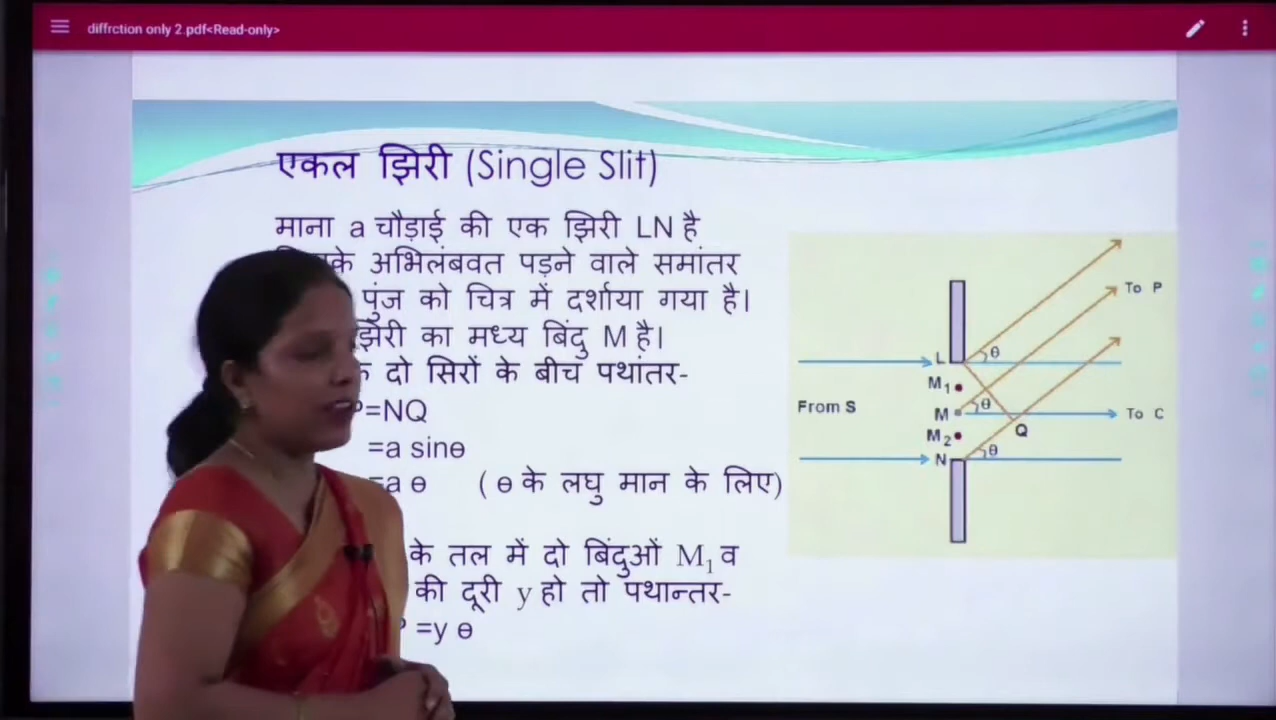 diffrction only 2.pdf<Read-only>
एकल झिरी (Single Slit)
माना a चौड़ाई की एक झिरी LN है
अभिलंबवत पड़ने वाले समांतर
पुंज को चित्र में दर्शाया गया है।
झिरी का मध्य बिंदु M है।
दो सिरों के बीच पथांतर-
=NQ
=a sinθ
=a θ ( θ के लघु मान के लिए)
के तल में दो बिंदुओं M₁ व
की दूरी y हो तो पथान्तर-
=y θ
To P
L θ
M₁
From S M θ To C
M₂ Q
N θ